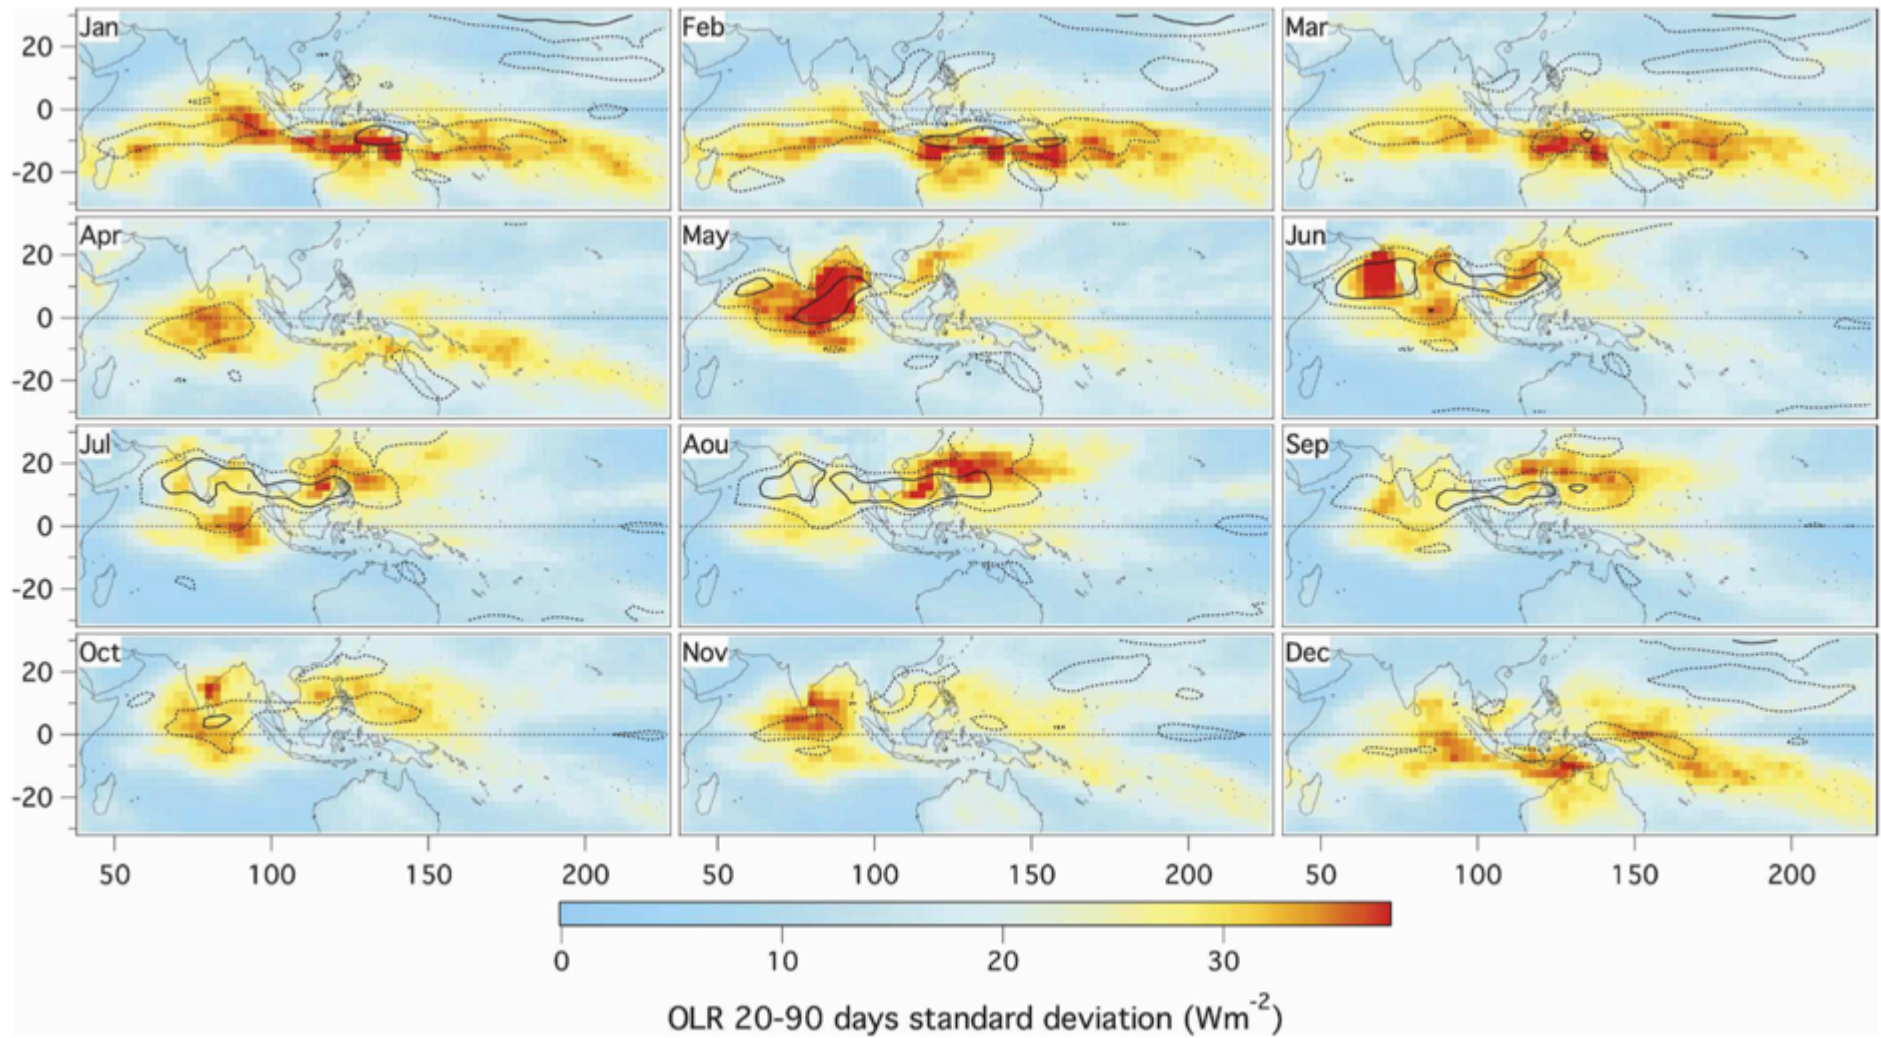 Jan
Feb
Mar
20
0
-20
Apr
May
Jun
20
0
-20
Jul
Aou
Sep
20
0
-20
Oct
Nov
Dec
20
0
-20
50 100 150 200 50 100 150 200 50 100 150 200
0 10 20 30
OLR 20-90 days standard deviation (Wm⁻²)